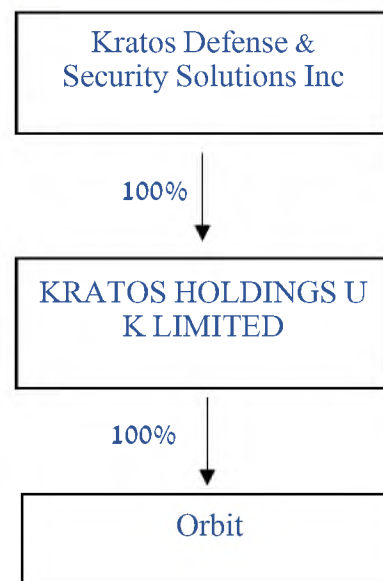 Kratos Defense &
Security Solutions Inc
100%
KRATOS HOLDINGS U
K LIMITED
100%
Orbit